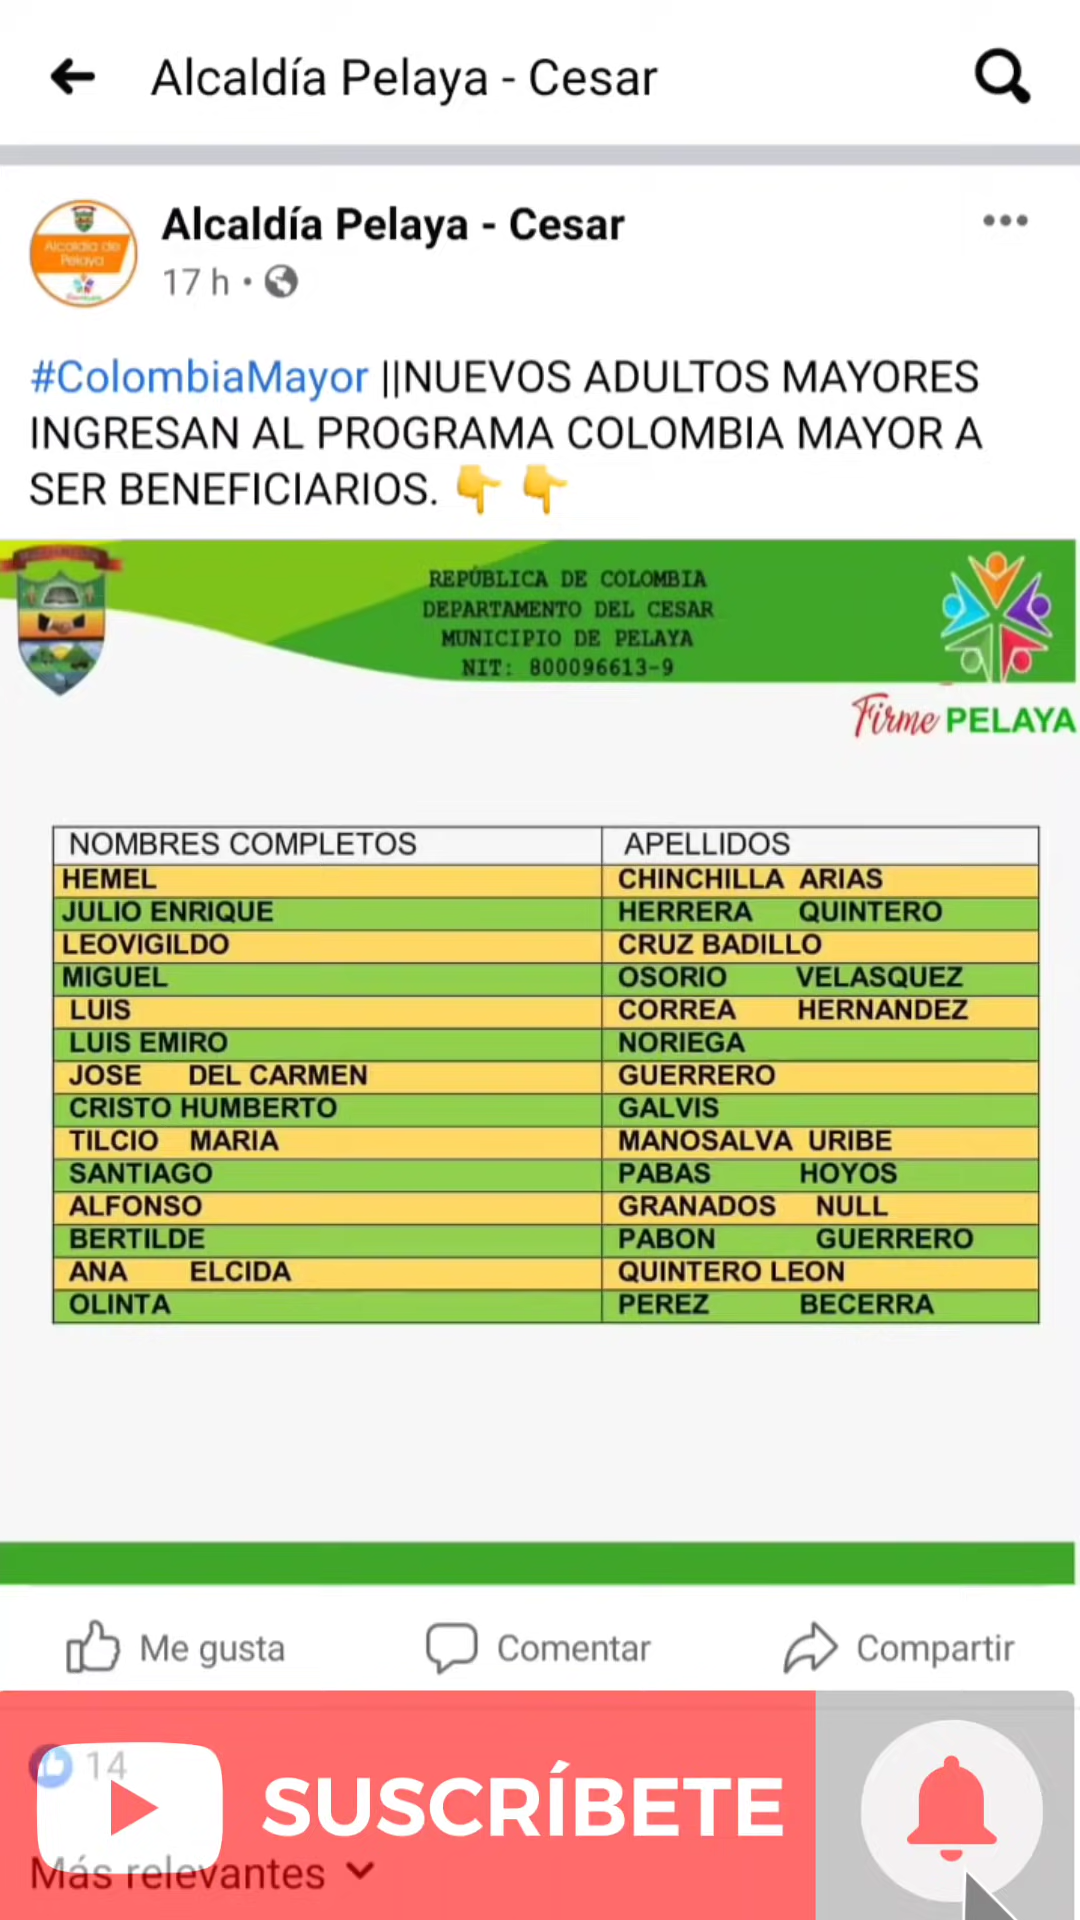 Alcaldía Pelaya - Cesar
Alcaldía de
Pelaya
Alcaldía Pelaya - Cesar
17 h ·
#ColombiaMayor ||NUEVOS ADULTOS MAYORES
INGRESAN AL PROGRAMA COLOMBIA MAYOR A
SER BENEFICIARIOS. 👇👇
REPÚBLICA DE COLOMBIA
DEPARTAMENTO DEL CESAR
MUNICIPIO DE PELAYA
NIT: 800096613-9
Firme PELAYA
NOMBRES COMPLETOS APELLIDOS
HEMEL CHINCHILLA ARIAS
JULIO ENRIQUE HERRERA QUINTERO
LEOVIGILDO CRUZ BADILLO
MIGUEL OSORIO VELASQUEZ
LUIS CORREA HERNANDEZ
LUIS EMIRO NORIEGA
JOSE DEL CARMEN GUERRERO
CRISTO HUMBERTO GALVIS
TILCIO MARIA MANOSALVA URIBE
SANTIAGO PABAS HOYOS
ALFONSO GRANADOS NULL
BERTILDE PABON GUERRERO
ANA ELCIDA QUINTERO LEON
OLINTA PEREZ BECERRA
Me gusta Comentar Compartir
14
SUSCRÍBETE
Más relevantes